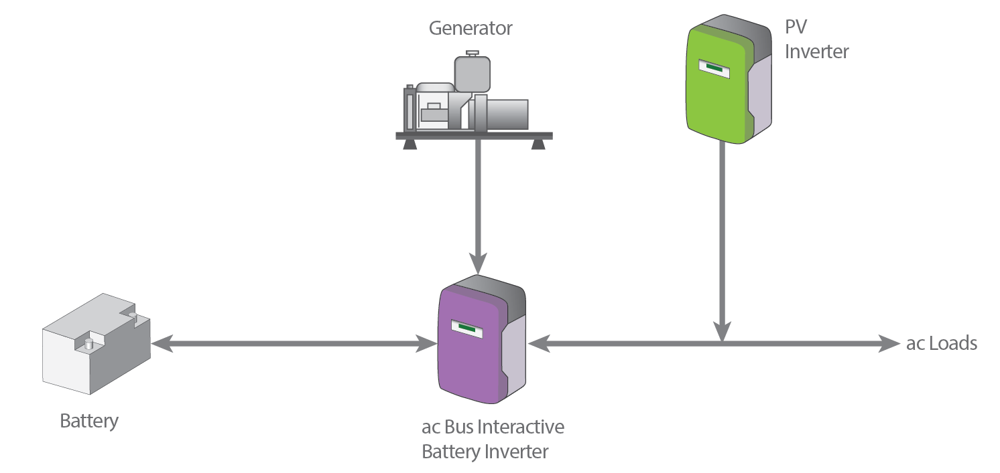 Generator
PV
Inverter
ac Loads
Battery
ac Bus Interactive
Battery Inverter